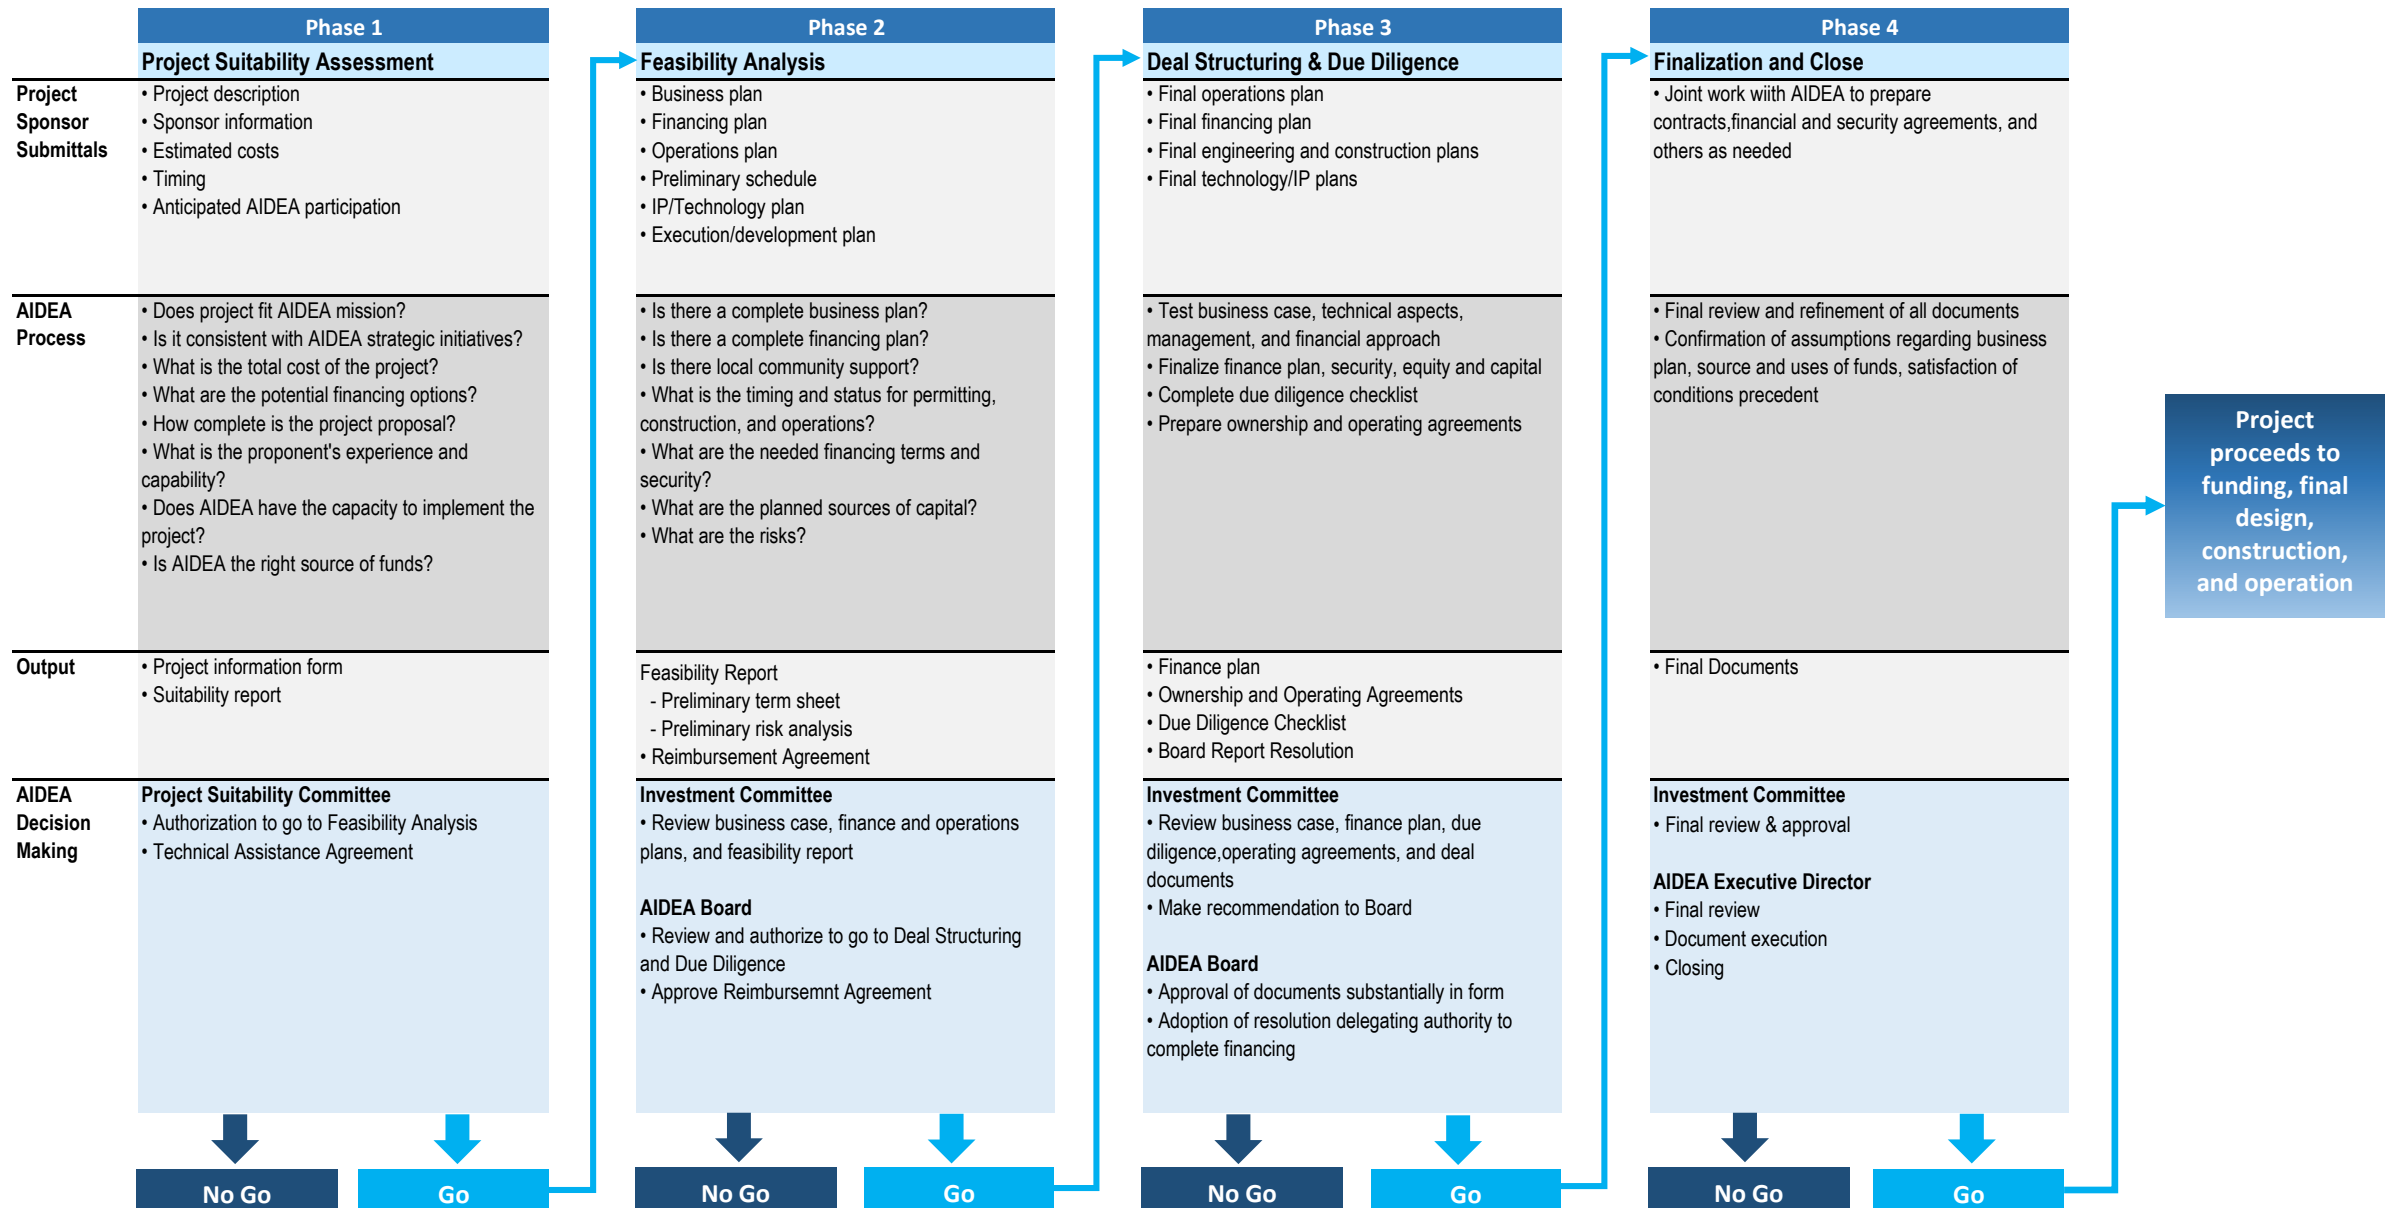 Phase 1
Project Suitability Assessment
Project
Sponsor
Submittals
• Project description
• Sponsor information
• Estimated costs
• Timing
• Anticipated AIDEA participation
AIDEA
Process
• Does project fit AIDEA mission?
• Is it consistent with AIDEA strategic initiatives?
• What is the total cost of the project?
• What are the potential financing options?
• How complete is the project proposal?
• What is the proponent's experience and
capability?
• Does AIDEA have the capacity to implement the
project?
• Is AIDEA the right source of funds?
Output
• Project information form
• Suitability report
AIDEA
Decision
Making
Project Suitability Committee
• Authorization to go to Feasibility Analysis
• Technical Assistance Agreement
No Go
Go
Phase 2
Feasibility Analysis
• Business plan
• Financing plan
• Operations plan
• Preliminary schedule
• IP/Technology plan
• Execution/development plan
• Is there a complete business plan?
• Is there a complete financing plan?
• Is there local community support?
• What is the timing and status for permitting,
construction, and operations?
• What are the needed financing terms and
security?
• What are the planned sources of capital?
• What are the risks?
Feasibility Report
- Preliminary term sheet
- Preliminary risk analysis
• Reimbursement Agreement
Investment Committee
• Review business case, finance and operations
plans, and feasibility report
AIDEA Board
• Review and authorize to go to Deal Structuring
and Due Diligence
• Approve Reimbursemnt Agreement
No Go
Go
Phase 3
Deal Structuring & Due Diligence
• Final operations plan
• Final financing plan
• Final engineering and construction plans
• Final technology/IP plans
• Test business case, technical aspects,
management, and financial approach
• Finalize finance plan, security, equity and capital
• Complete due diligence checklist
• Prepare ownership and operating agreements
• Finance plan
• Ownership and Operating Agreements
• Due Diligence Checklist
• Board Report Resolution
Investment Committee
• Review business case, finance plan, due
diligence,operating agreements, and deal
documents
• Make recommendation to Board
AIDEA Board
• Approval of documents substantially in form
• Adoption of resolution delegating authority to
complete financing
No Go
Go
Phase 4
Finalization and Close
• Joint work wiith AIDEA to prepare
contracts,financial and security agreements, and
others as needed
• Final review and refinement of all documents
• Confirmation of assumptions regarding business
plan, source and uses of funds, satisfaction of
conditions precedent
• Final Documents
Investment Committee
• Final review & approval
AIDEA Executive Director
• Final review
• Document execution
• Closing
No Go
Go
Project
proceeds to
funding, final
design,
construction,
and operation